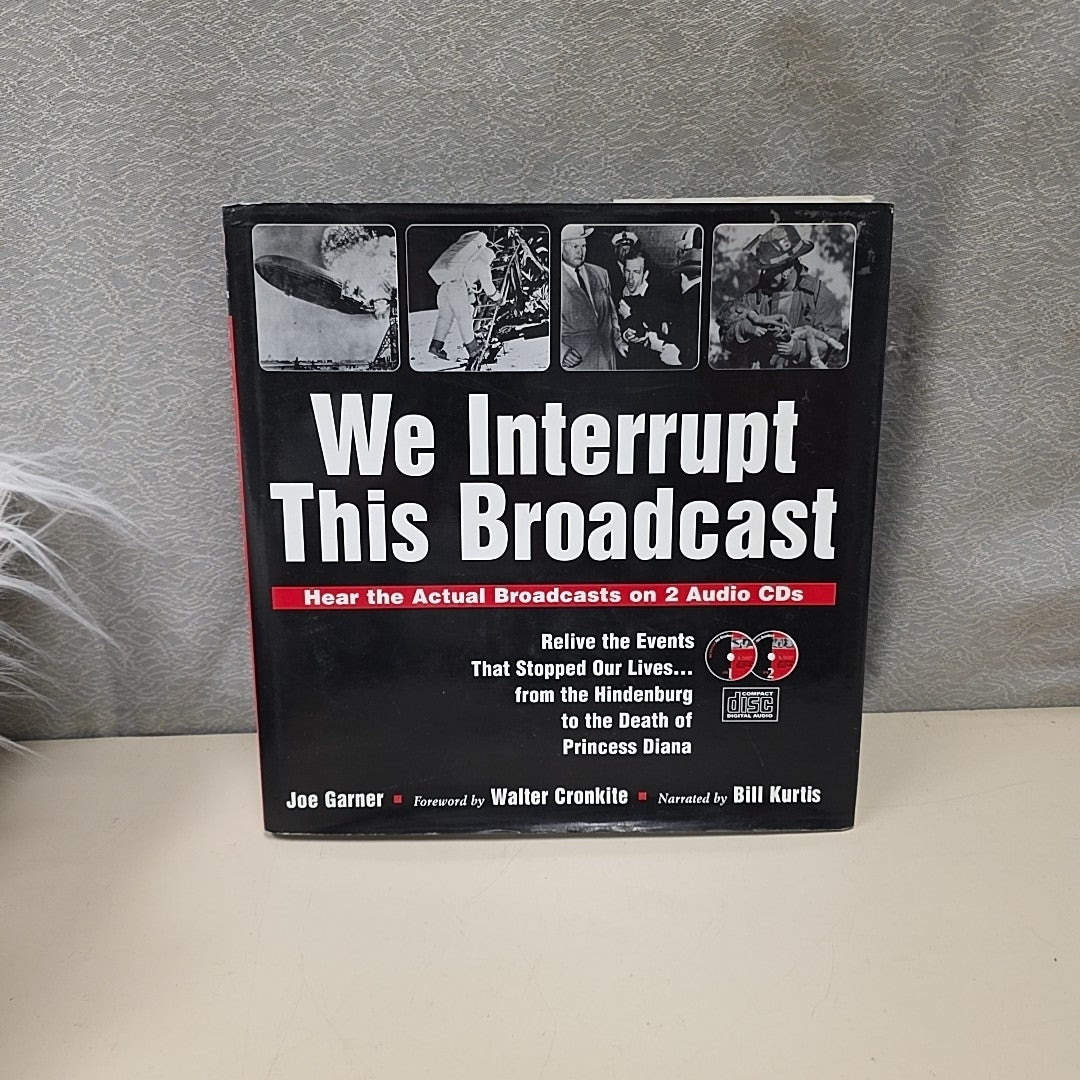 We Interrupt
This Broadcast
Hear the Actual Broadcasts on 2 Audio CDs
Relive the Events
That Stopped Our Lives...
from the Hindenburg
to the Death of
Princess Diana
1
2
COMPACT
disc
DIGITAL AUDIO
Joe Garner ▪ Foreword by Walter Cronkite ▪ Narrated by Bill Kurtis